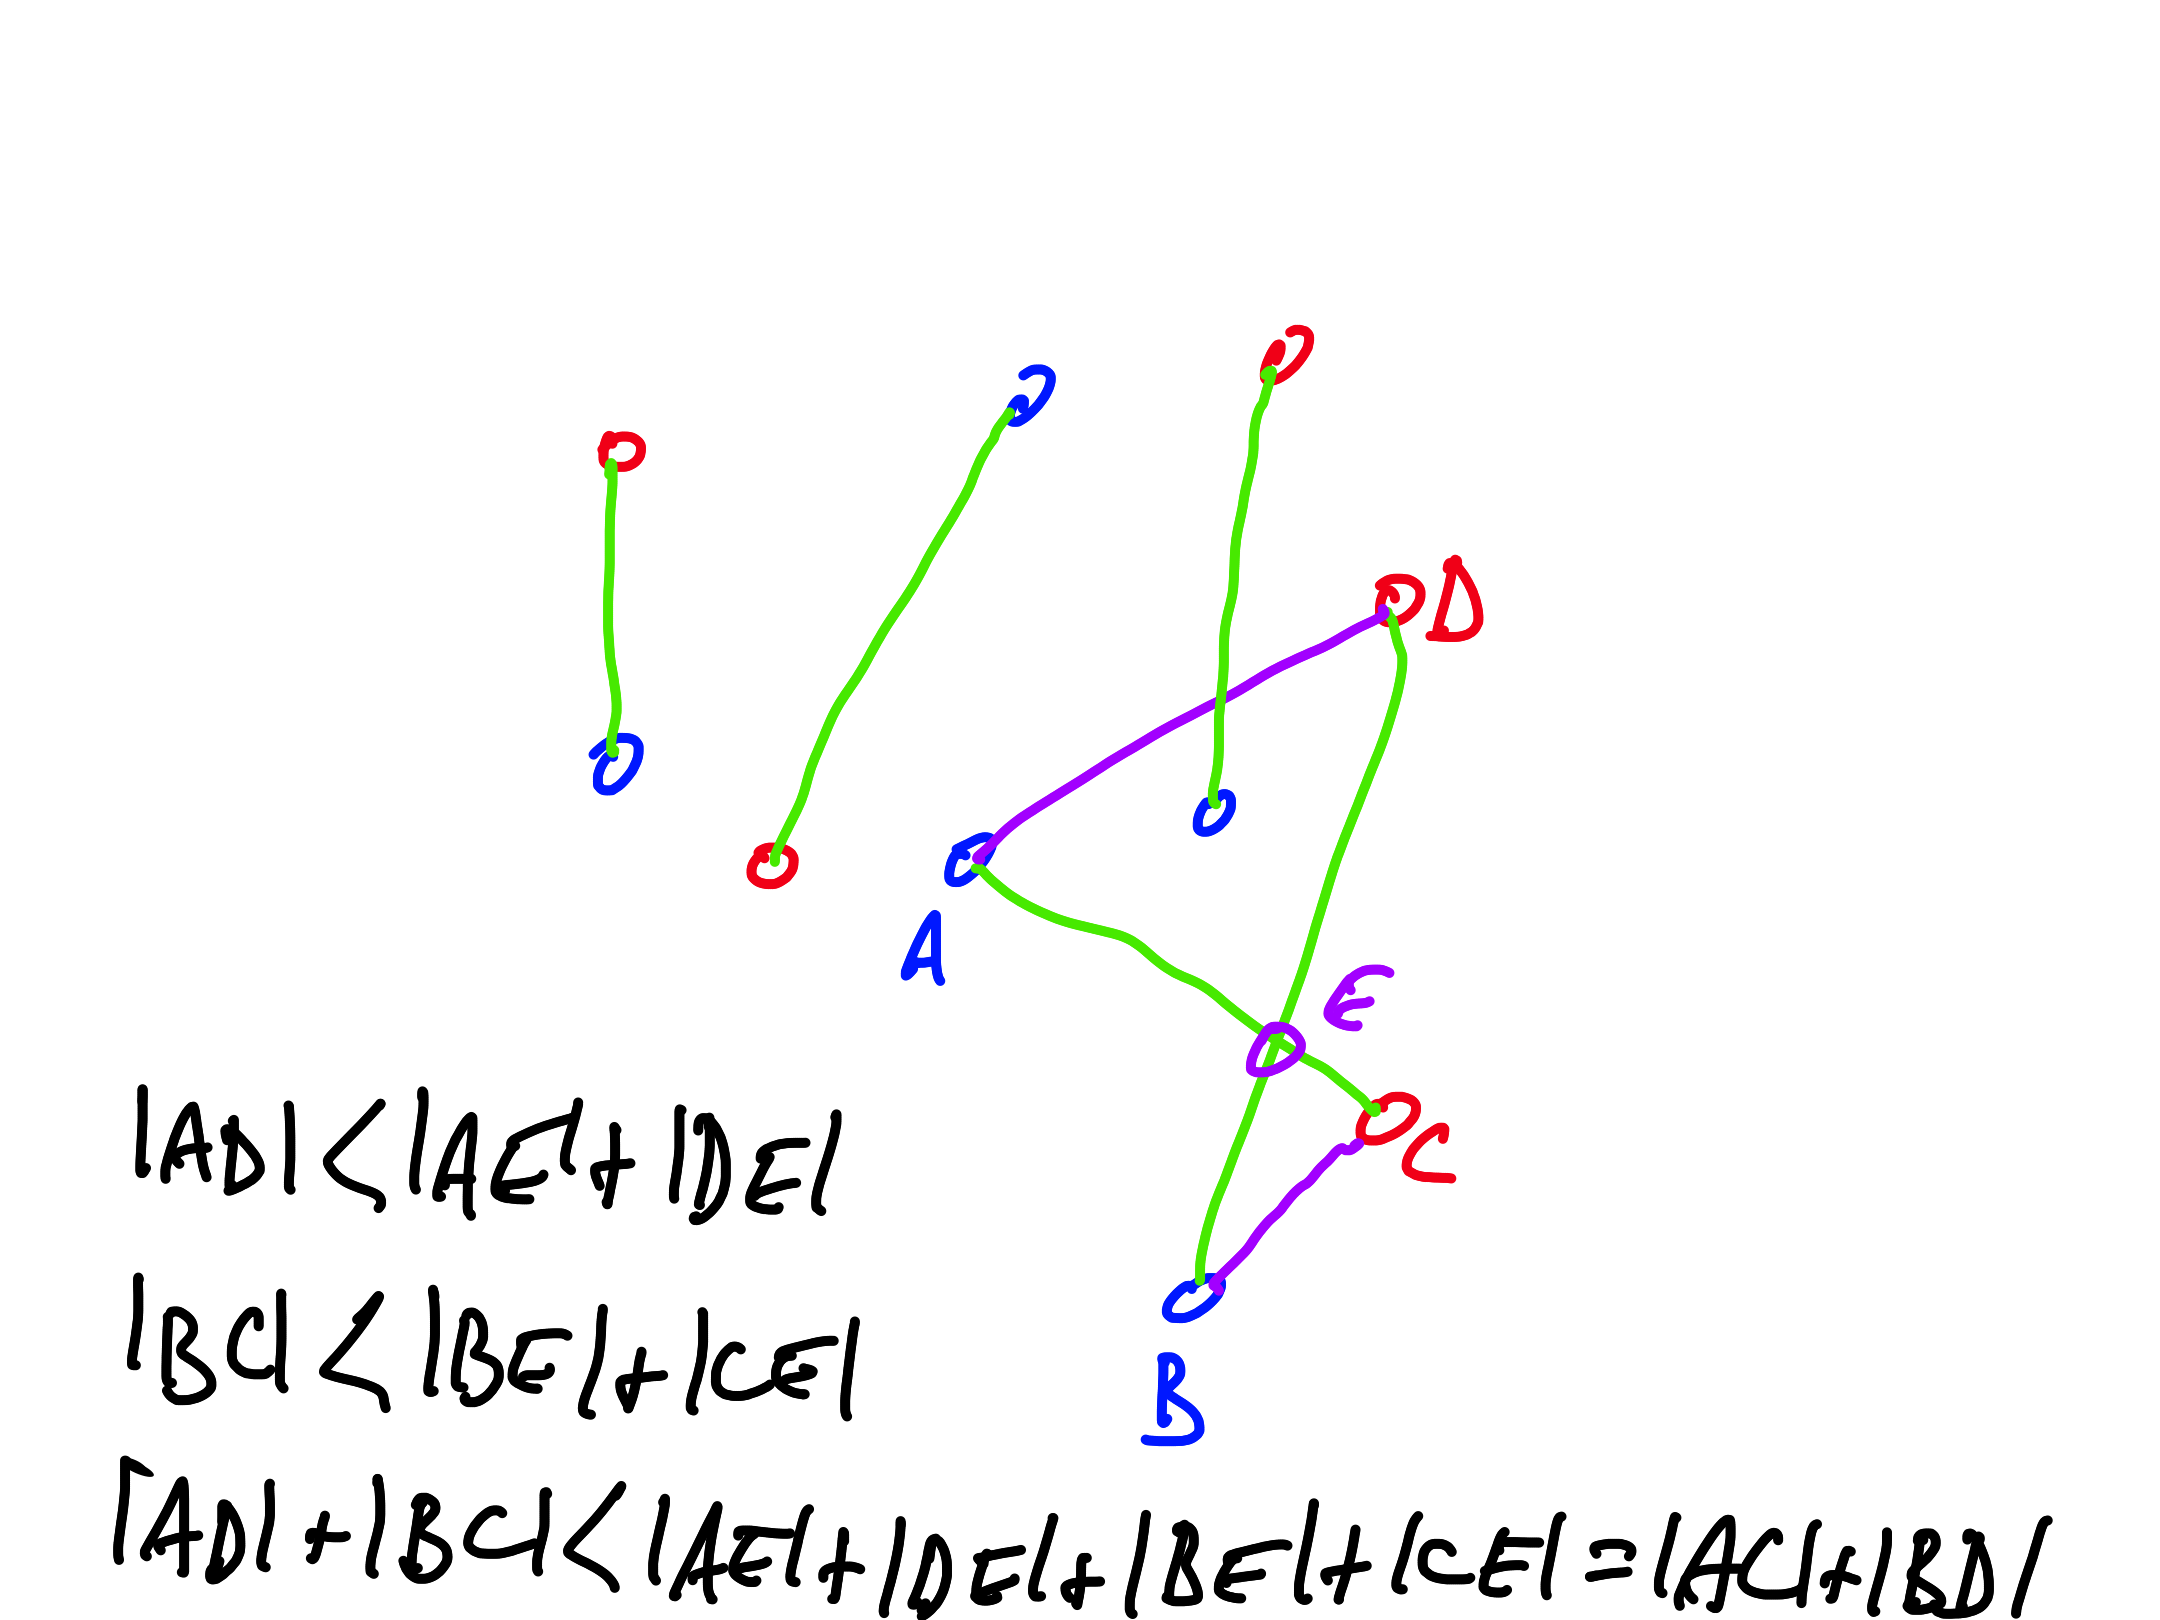 D
A
E
C
|AD| < |AE| + |DE|
|BC| < |BE| + |CE|
B
|AD| + |BC| < |AE| + |DE| + |BE| + |CE| = |AC| + |BD|